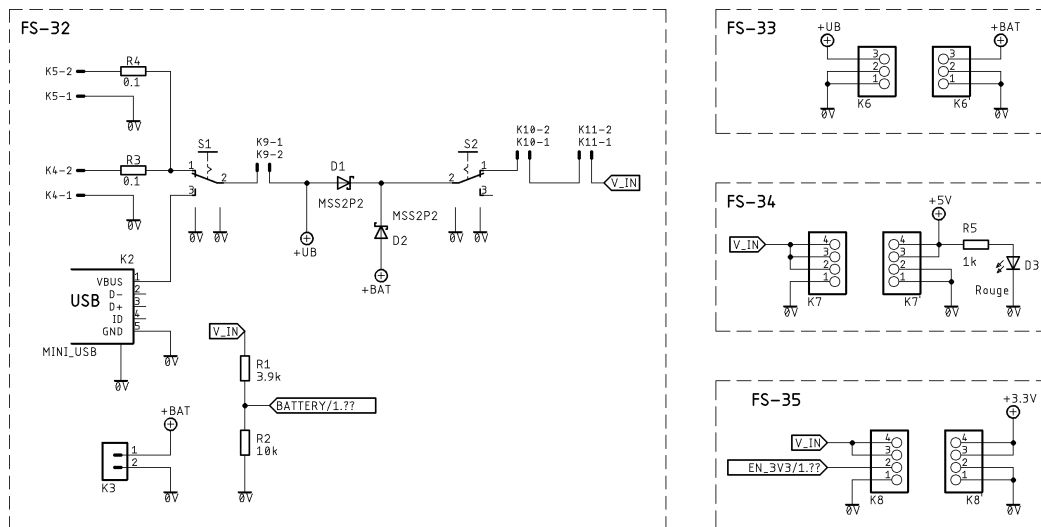 FS-32
K5-2
R4
0.1
K5-1
0V
K4-2
R3
0.1
K4-1
0V
S1
1
2
3
0V 0V
K9-1
K9-2
D1
MSS2P2
+UB
MSS2P2
D2
+BAT
S2
1
2
3
0V 0V
K10-2
K10-1
K11-2
K11-1
V_IN
K2
USB
VBUS 1
D- 2
D+ 3
ID 4
GND 5
MINI_USB
0V
0V
V_IN
R1
3.9k
BATTERY/1.??
R2
10k
0V
+BAT
1
2
K3
0V
FS-33
+UB
3
2
1
K6
0V
+BAT
3
2
1
K6'
0V
FS-34
V_IN
4
3
2
1
K7
0V
+5V
4
3
2
1
K7'
0V
R5
1k
D3
Rouge
0V
FS-35
V_IN
EN_3V3/1.??
4
3
2
1
K8
0V
+3.3V
4
3
2
1
K8'
0V